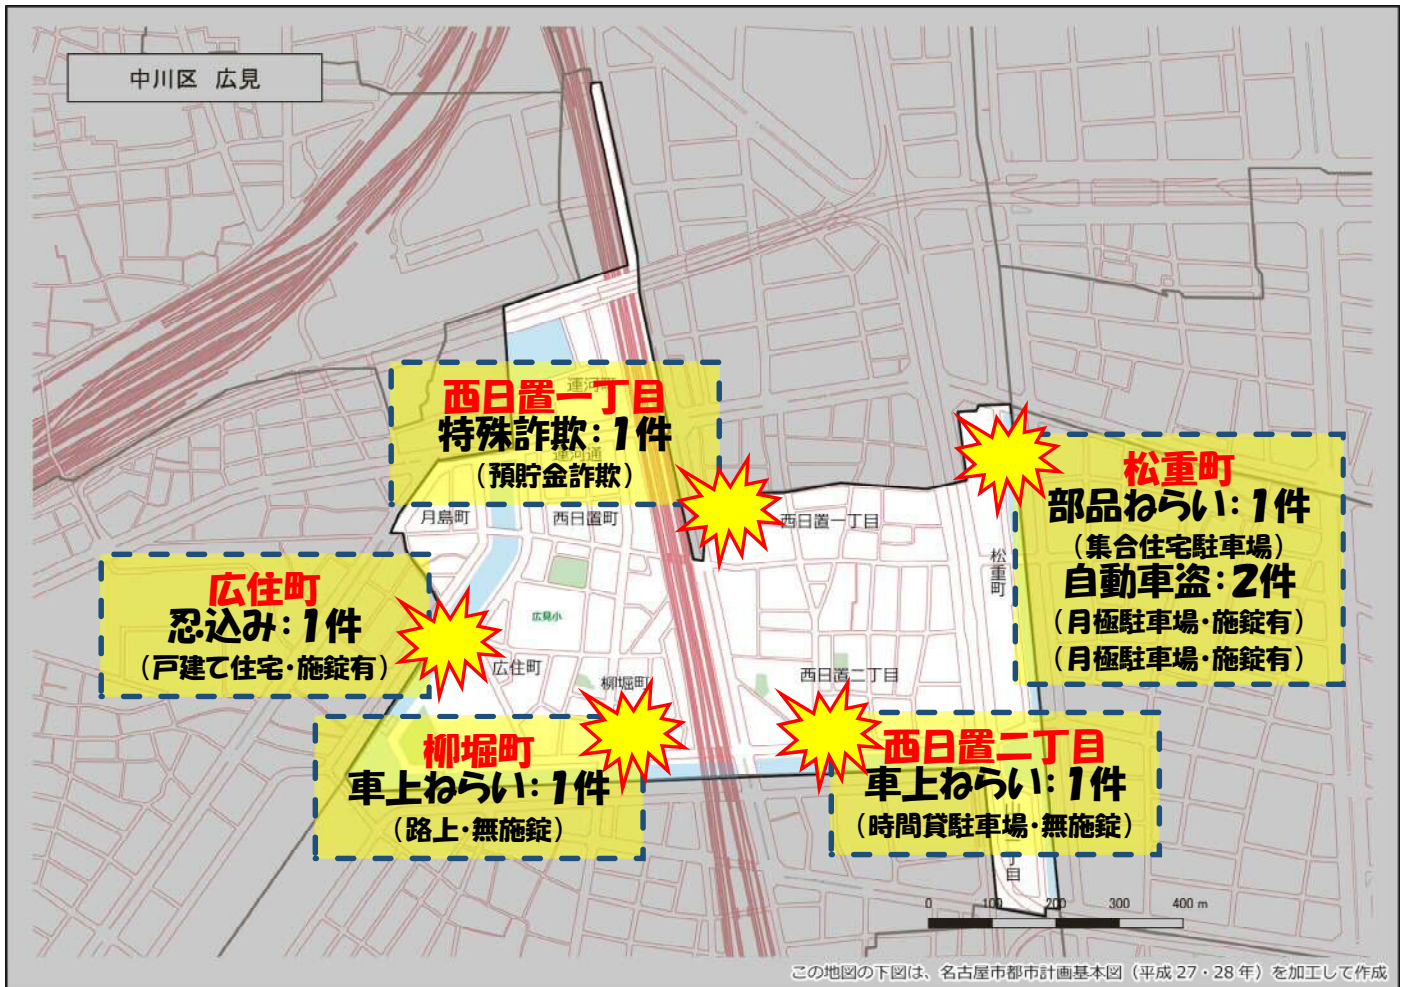 中川区 広見
運河町
西日置一丁目
特殊詐欺：1件
運河通
（預貯金詐欺）
月島町
西日置町
西日置一丁目
松重町
部品ねらい：1件
（集合住宅駐車場）
自動車盗：2件
（月極駐車場・施錠有）
（月極駐車場・施錠有）
松重町
広住町
忍込み：1件
（戸建て住宅・施錠有）
広見小
広住町
柳堀町
西日置二丁目
柳堀町
車上ねらい：1件
（路上・無施錠）
西日置二丁目
車上ねらい：1件
（時間貸駐車場・無施錠）
0 100 200 300 400 m
この地図の下図は、名古屋市都市計画基本図（平成 27・28 年）を加工して作成